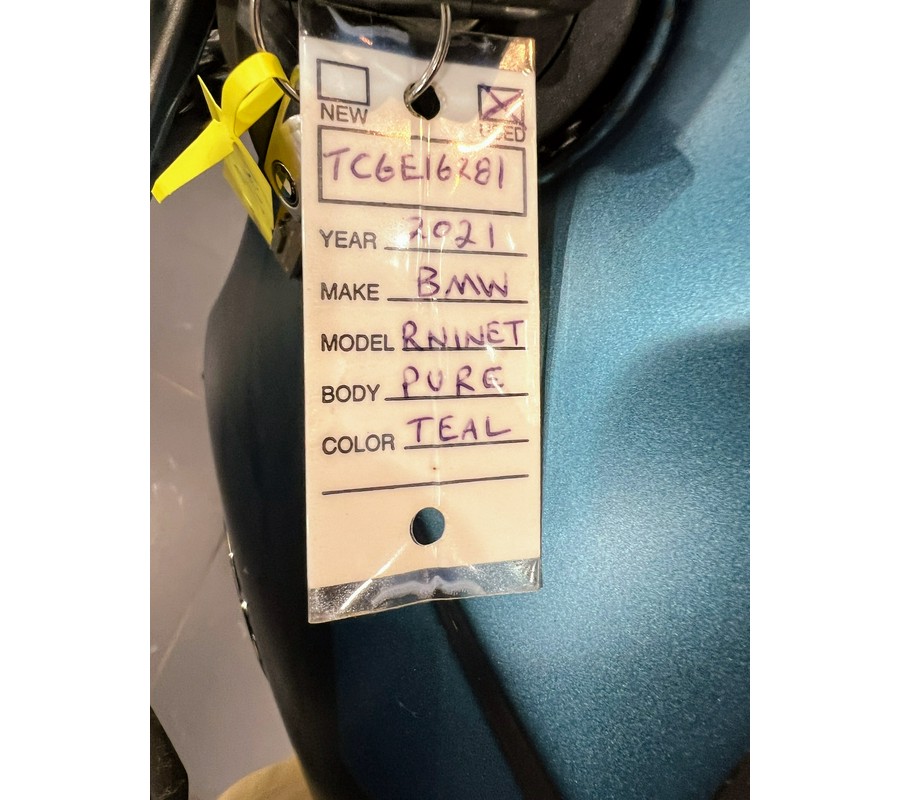 NEW
USED
TC6E16281
YEAR 2021
MAKE BMW
MODEL RNINET
BODY PURE
COLOR TEAL